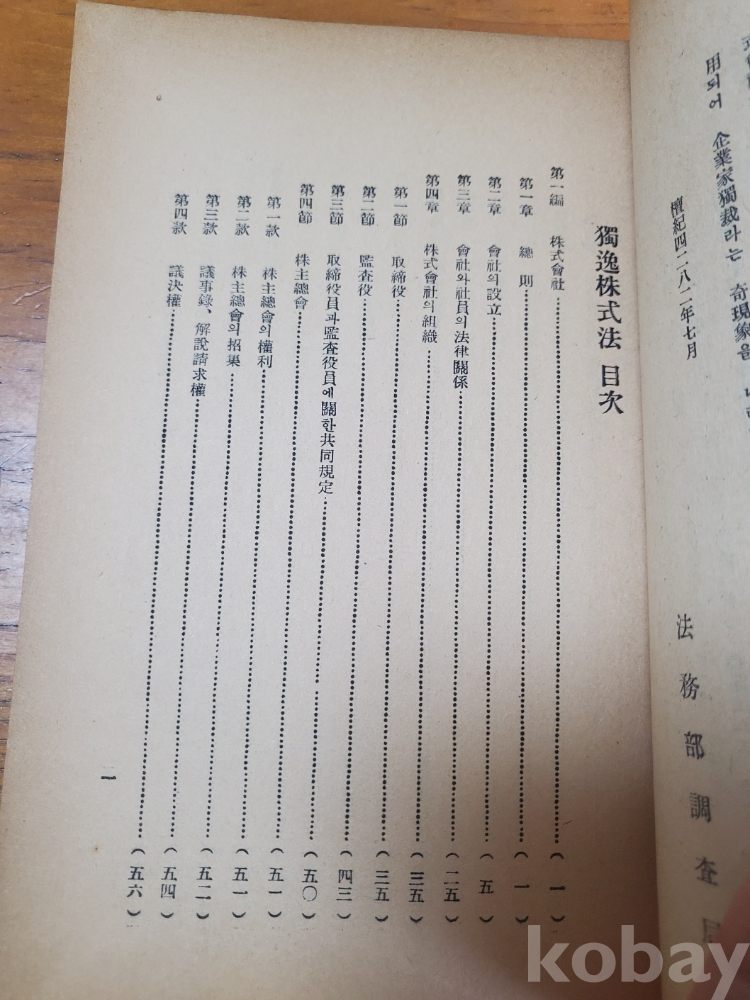 用되어 企業家獨裁라는 奇現象을
檀紀四二八二年七月
法務部調査局
獨逸株式法 目次
第一編 株式會社……(一)
第一章 總則……(一)
第二章 會社의設立……(五)
第三章 會社와社員의法律關係……(二五)
第四章 株式會社의組織……(三五)
第一節 取締役……(三五)
第二節 監査役……(四三)
第三節 取締役員과監査役員에關한共同規定……(五〇)
第四節 株主總會……(五一)
第一款 株主總會의權利……(五一)
第二款 株主總會의招集……(五二)
第三款 議事錄、解說請求權……(五四)
第四款 議決權……(五六)
一
kobay